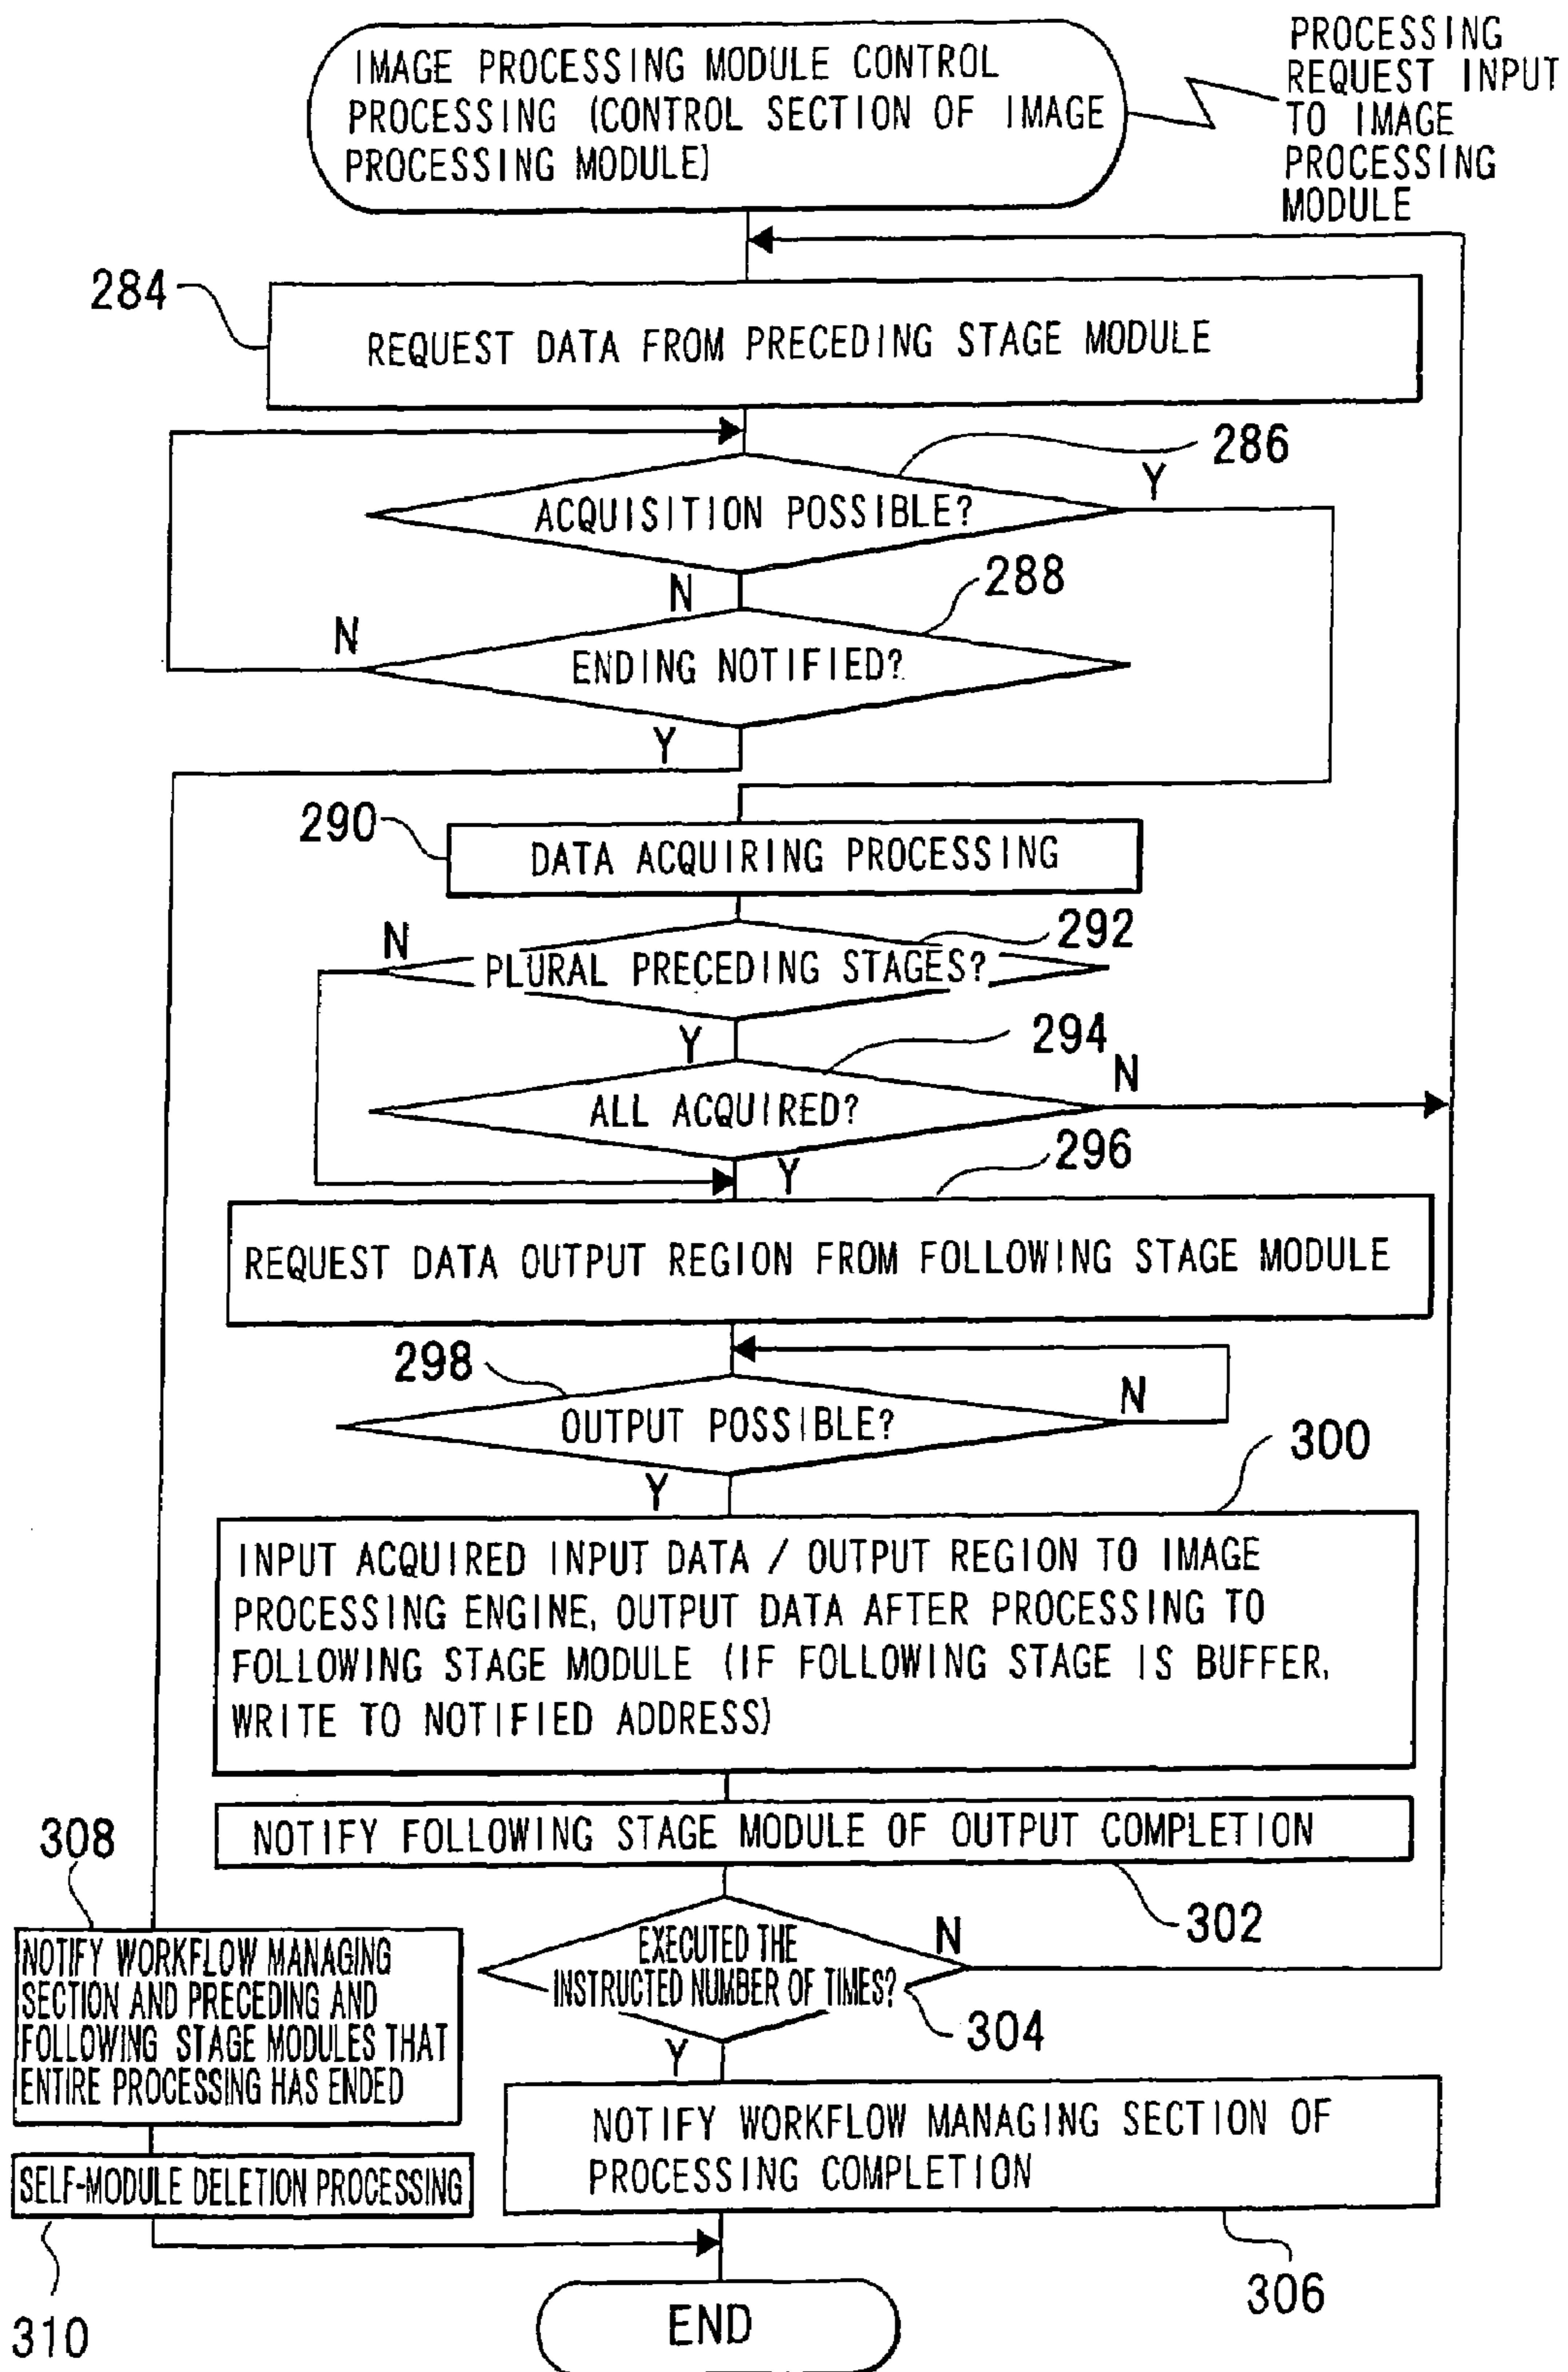 IMAGE PROCESSING MODULE CONTROL
PROCESSING (CONTROL SECTION OF IMAGE
PROCESSING MODULE)
PROCESSING
REQUEST INPUT
TO IMAGE
PROCESSING
MODULE
284
REQUEST DATA FROM PRECEDING STAGE MODULE
286
Y
ACQUISITION POSSIBLE?
N
288
N
ENDING NOTIFIED?
Y
290
DATA ACQUIRING PROCESSING
292
N
PLURAL PRECEDING STAGES?
Y
294
N
ALL ACQUIRED?
Y
296
REQUEST DATA OUTPUT REGION FROM FOLLOWING STAGE MODULE
298
N
OUTPUT POSSIBLE?
Y
300
INPUT ACQUIRED INPUT DATA / OUTPUT REGION TO IMAGE
PROCESSING ENGINE, OUTPUT DATA AFTER PROCESSING TO
FOLLOWING STAGE MODULE (IF FOLLOWING STAGE IS BUFFER,
WRITE TO NOTIFIED ADDRESS)
NOTIFY FOLLOWING STAGE MODULE OF OUTPUT COMPLETION
302
308
NOTIFY WORKFLOW MANAGING
SECTION AND PRECEDING AND
FOLLOWING STAGE MODULES THAT
ENTIRE PROCESSING HAS ENDED
EXECUTED THE
INSTRUCTED NUMBER OF TIMES?
N
304
Y
NOTIFY WORKFLOW MANAGING SECTION OF
PROCESSING COMPLETION
306
SELF-MODULE DELETION PROCESSING
310
END